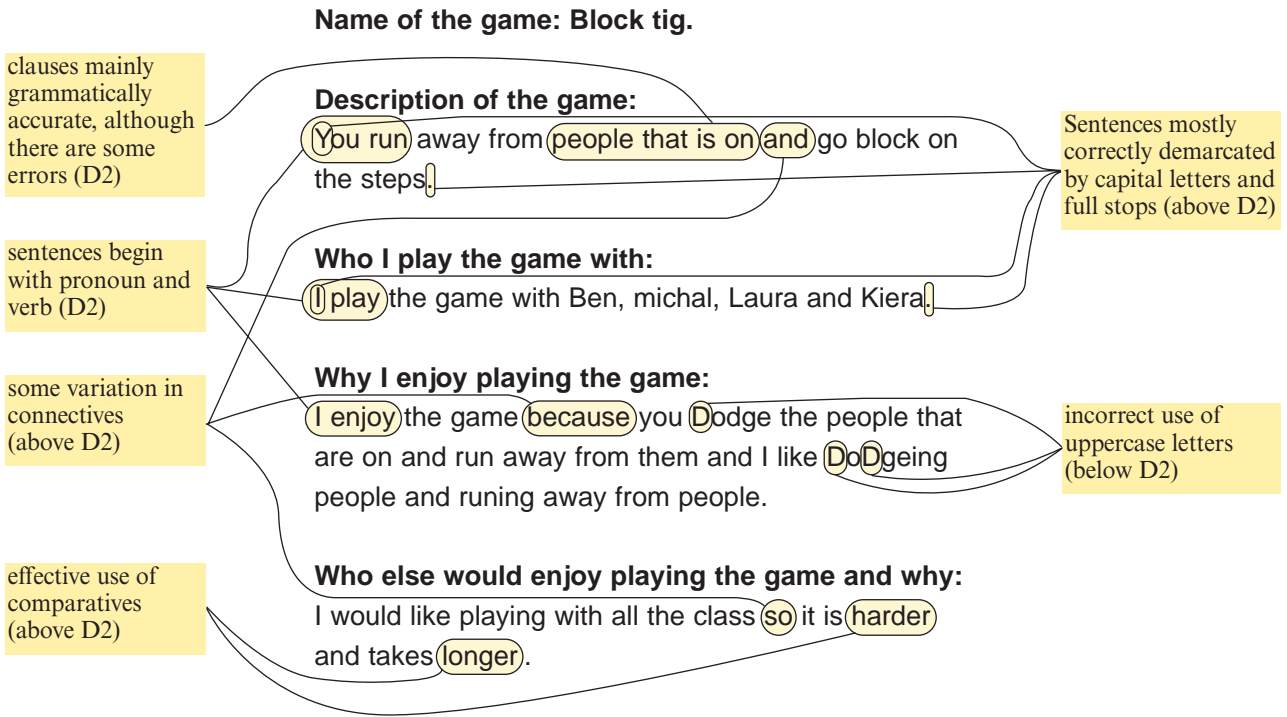 Name of the game: Block tig.
clauses mainly
grammatically
accurate, although
there are some
errors (D2)
Description of the game:
You run away from people that is on and go block on
the steps.
Sentences mostly
correctly demarcated
by capital letters and
full stops (above D2)
sentences begin
with pronoun and
verb (D2)
Who I play the game with:
I play the game with Ben, michal, Laura and Kiera.
some variation in
connectives
(above D2)
Why I enjoy playing the game:
I enjoy the game because you Dodge the people that
are on and run away from them and I like DoDgeing
people and runing away from people.
incorrect use of
uppercase letters
(below D2)
effective use of
comparatives
(above D2)
Who else would enjoy playing the game and why:
I would like playing with all the class so it is harder
and takes longer.